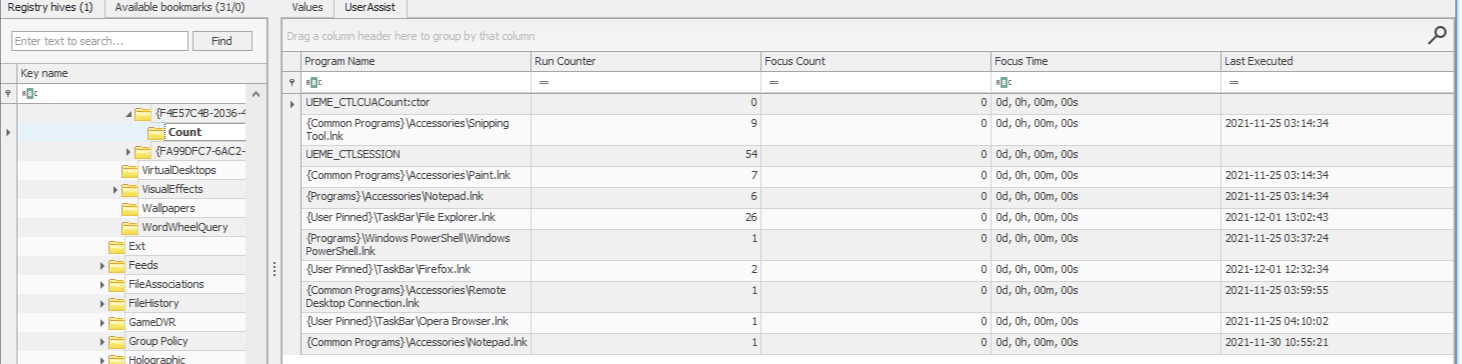 Registry hives (1) Available bookmarks (31/0) Values UserAssist
Enter text to search... Find Drag a column header here to group by that column
Key name
{F4E57C4B-2036-4
Count
{FA99DFC7-6AC2-
VirtualDesktops
VisualEffects
Wallpapers
WordWheelQuery
Ext
Feeds
FileAssociations
FileHistory
GameDVR
Group Policy
Holographic
Program Name Run Counter Focus Count Focus Time Last Executed
= = =
UEME_CTLCUACount:ctor 0 0 0d, 0h, 00m, 00s
{Common Programs}\Accessories\Snipping 9 0 0d, 0h, 00m, 00s 2021-11-25 03:14:34
Tool.lnk
UEME_CTLSESSION 54 0 0d, 0h, 00m, 00s
{Common Programs}\Accessories\Paint.lnk 7 0 0d, 0h, 00m, 00s 2021-11-25 03:14:34
{Programs}\Accessories\Notepad.lnk 6 0 0d, 0h, 00m, 00s 2021-11-25 03:14:34
{User Pinned}\TaskBar\File Explorer.lnk 26 0 0d, 0h, 00m, 00s 2021-12-01 13:02:43
{Programs}\Windows PowerShell\Windows 1 0 0d, 0h, 00m, 00s 2021-11-25 03:37:24
PowerShell.lnk
{User Pinned}\TaskBar\Firefox.lnk 2 0 0d, 0h, 00m, 00s 2021-12-01 12:32:34
{Common Programs}\Accessories\Remote 1 0 0d, 0h, 00m, 00s 2021-11-25 03:59:55
Desktop Connection.lnk
{User Pinned}\TaskBar\Opera Browser.lnk 1 0 0d, 0h, 00m, 00s 2021-11-25 04:10:02
{Common Programs}\Accessories\Notepad.lnk 1 0 0d, 0h, 00m, 00s 2021-11-30 10:55:21